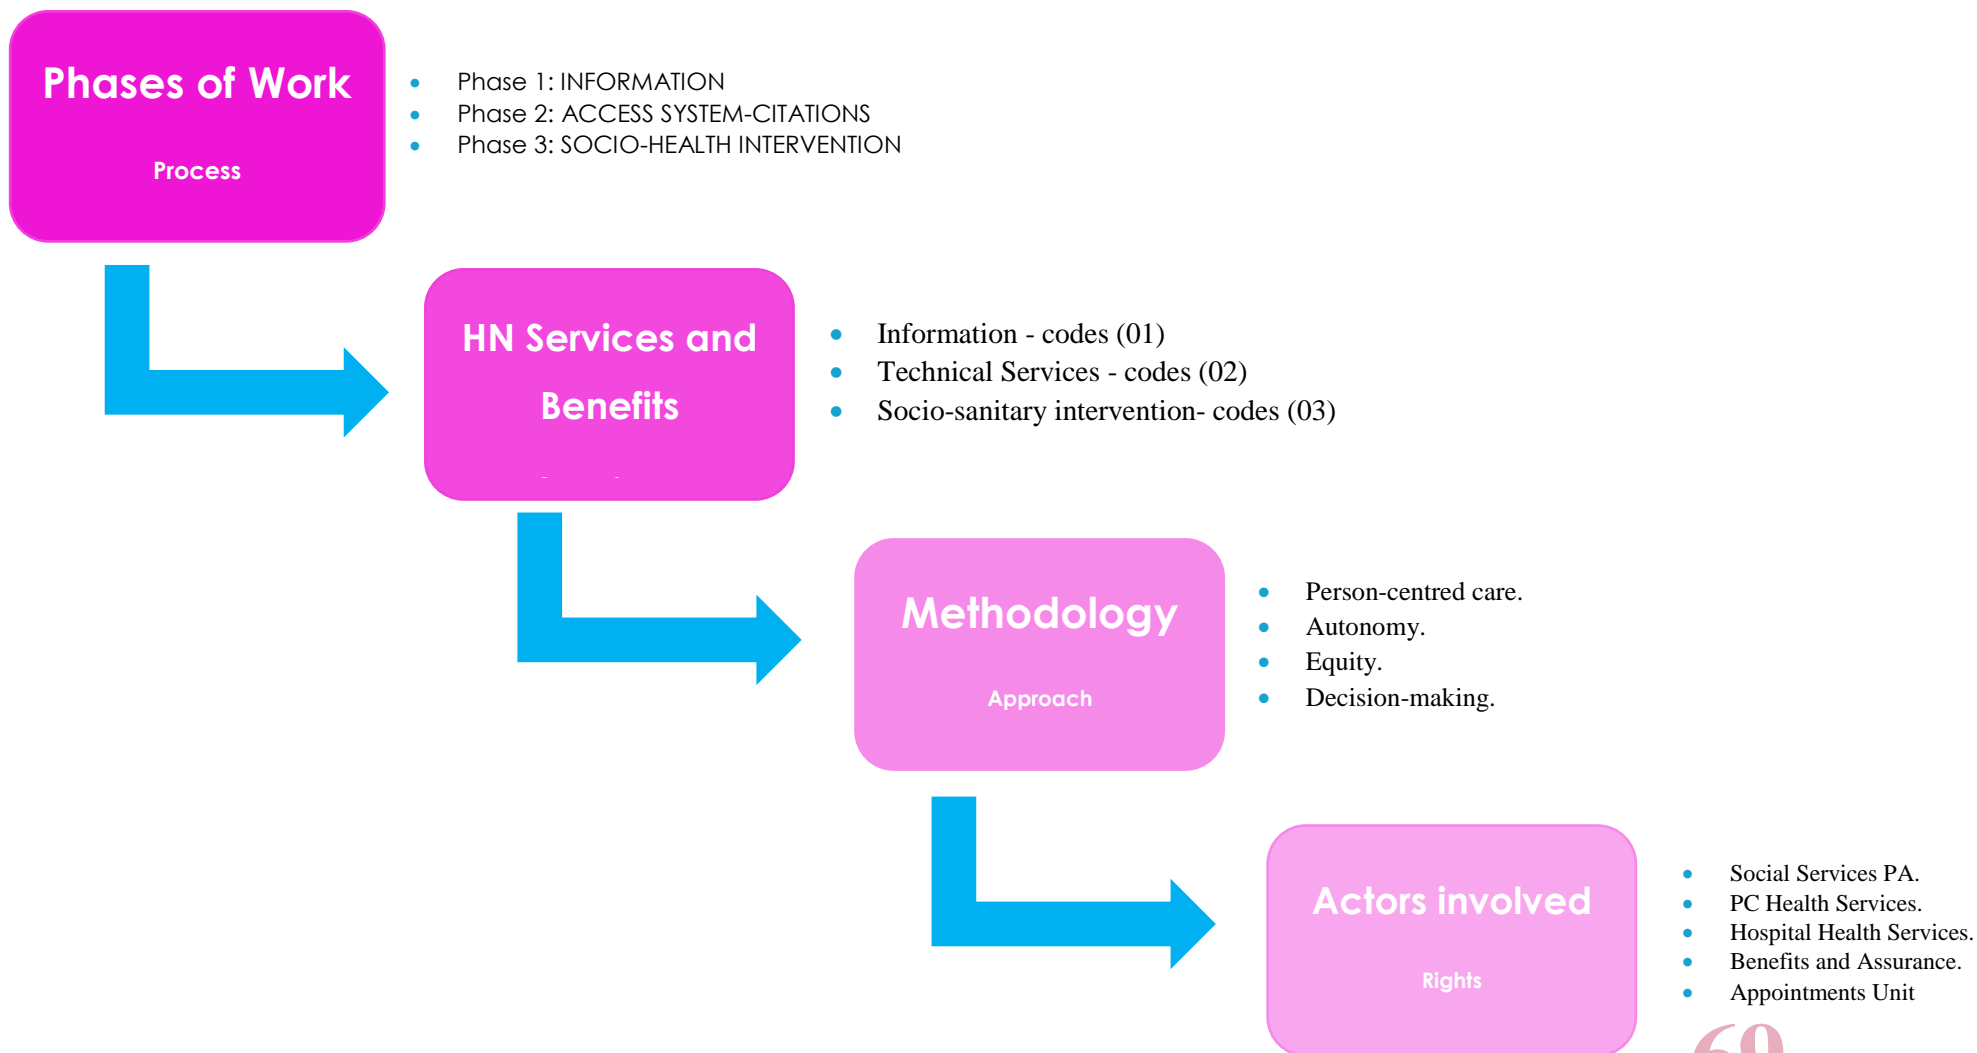 Phases of Work
Process
• Phase 1: INFORMATION
• Phase 2: ACCESS SYSTEM-CITATIONS
• Phase 3: SOCIO-HEALTH INTERVENTION
HN Services and
Benefits
• Information - codes (01)
• Technical Services - codes (02)
• Socio-sanitary intervention- codes (03)
Methodology
Approach
• Person-centred care.
• Autonomy.
• Equity.
• Decision-making.
Actors involved
Rights
• Social Services PA.
• PC Health Services.
• Hospital Health Services.
• Benefits and Assurance.
• Appointments Unit
69